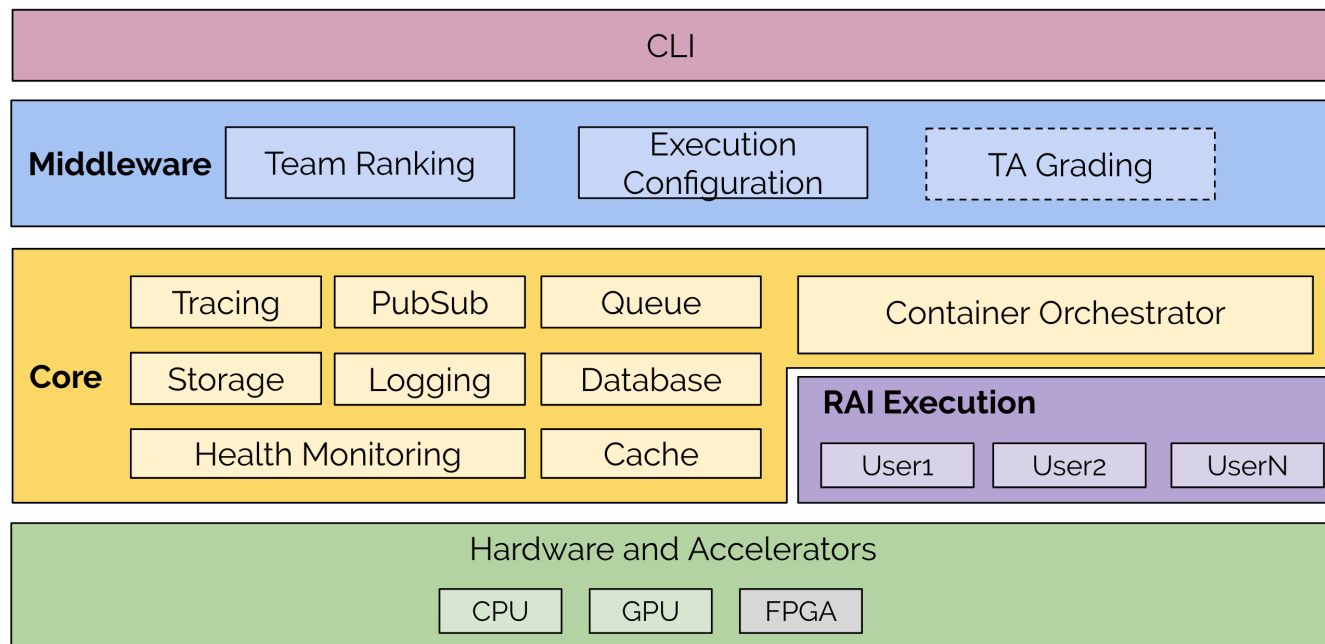 CLI
Middleware
Team Ranking
Execution
Configuration
TA Grading
Core
Tracing
PubSub
Queue
Storage
Logging
Database
Health Monitoring
Cache
Container Orchestrator
RAI Execution
User1
User2
UserN
Hardware and Accelerators
CPU
GPU
FPGA